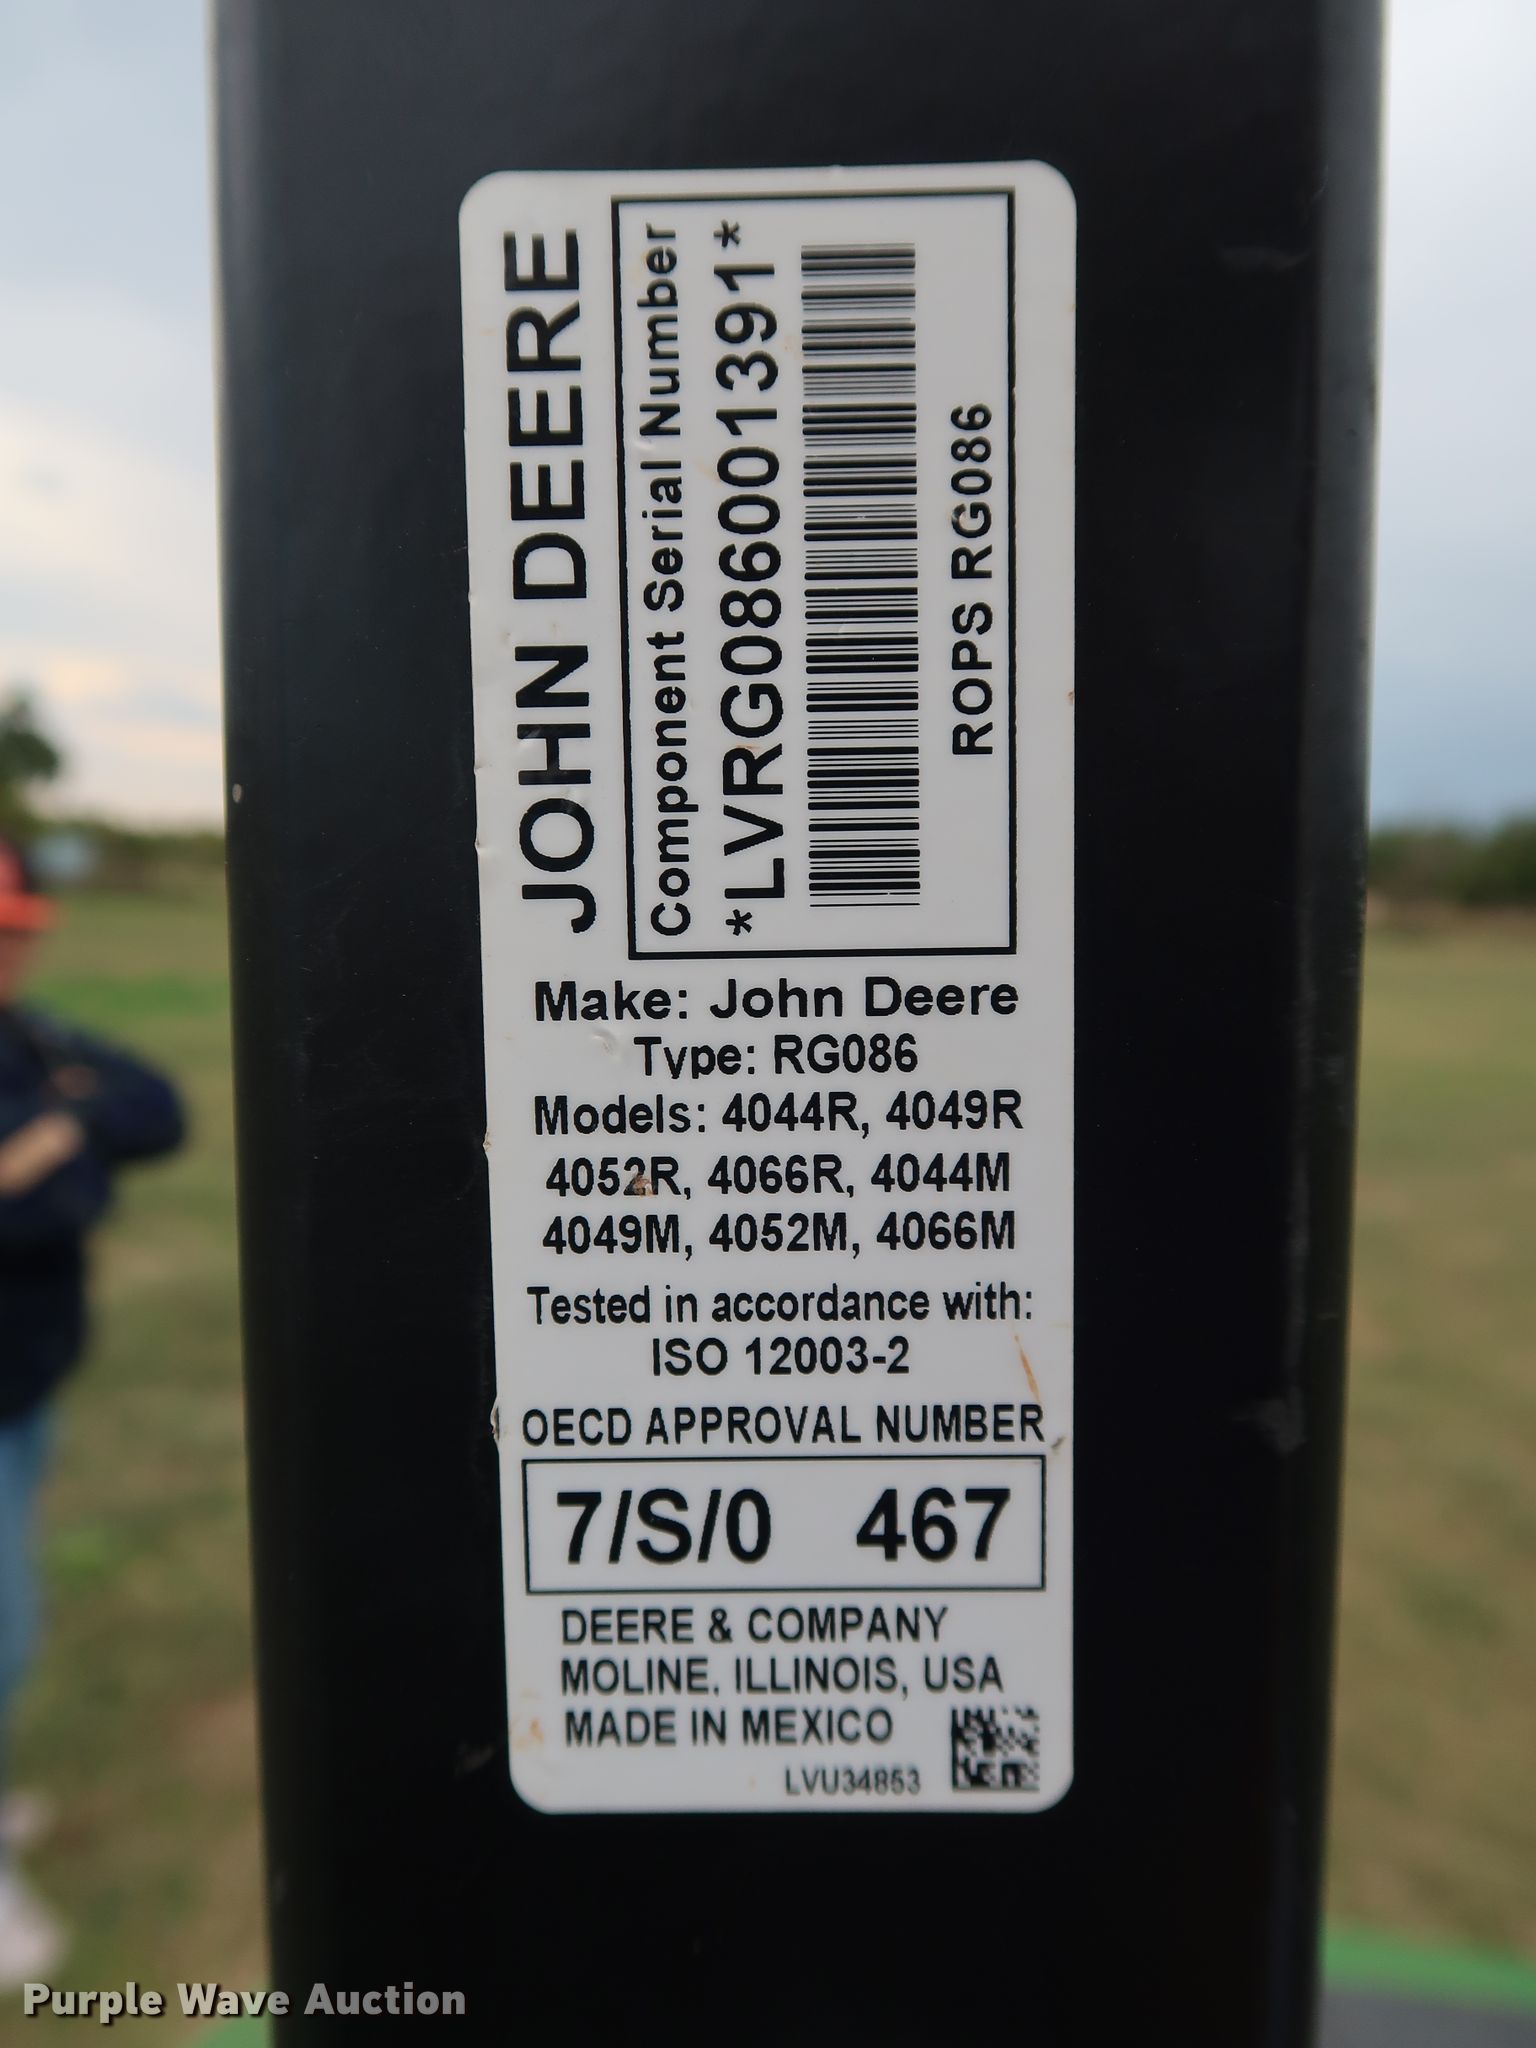 JOHN DEERE
Component Serial Number
*LVRG086001391*
ROPS RG086
Make: John Deere
Type: RG086
Models: 4044R, 4049R
4052R, 4066R, 4044M
4049M, 4052M, 4066M
Tested in accordance with:
ISO 12003-2
OECD APPROVAL NUMBER
7/S/0 467
DEERE & COMPANY
MOLINE, ILLINOIS, USA
MADE IN MEXICO
LVU34853
Purple Wave Auction